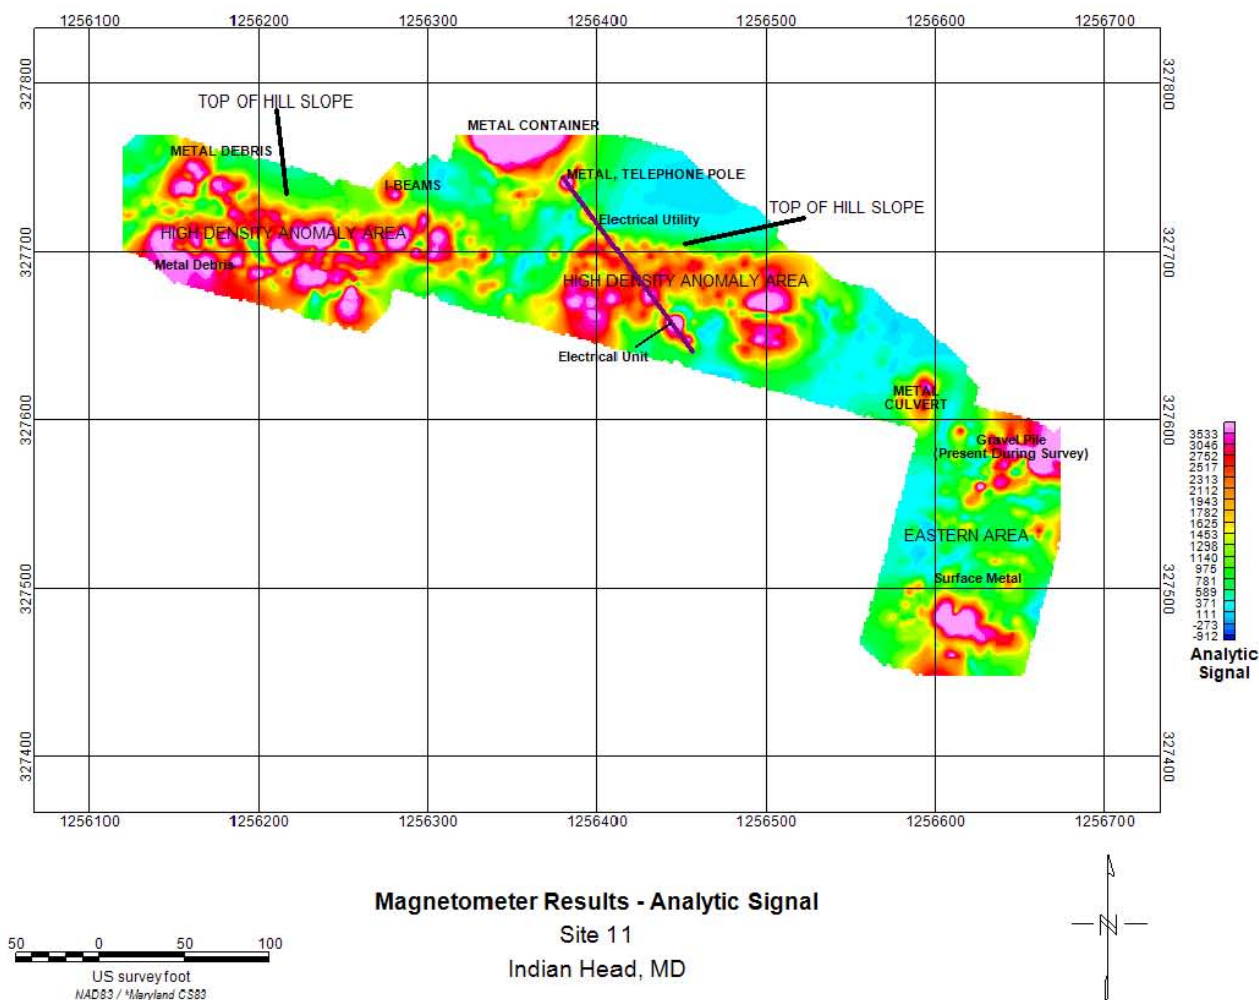 1256100 1256200 1256300 1256400 1256500 1256600 1256700
327800 327800
TOP OF HILL SLOPE
METAL CONTAINER
METAL DEBRIS
I-BEAMS
METAL, TELEPHONE POLE
TOP OF HILL SLOPE
Electrical Utility
HIGH DENSITY ANOMALY AREA
327700 327700
Metal Debris
HIGH DENSITY ANOMALY AREA
Electrical Unit
METAL
CULVERT
327600 327600
Gravel Pile
(Present During Survey)
EASTERN AREA
Surface Metal
327500 327500
327400 327400
1256100 1256200 1256300 1256400 1256500 1256600 1256700
3533
3046
2752
2517
2313
2112
1943
1782
1625
1453
1298
1140
975
781
589
371
111
-273
-912
Analytic
Signal
Magnetometer Results - Analytic Signal
Site 11
Indian Head, MD
50 0 50 100
US survey foot
NAD83 / *Maryland CS83
N